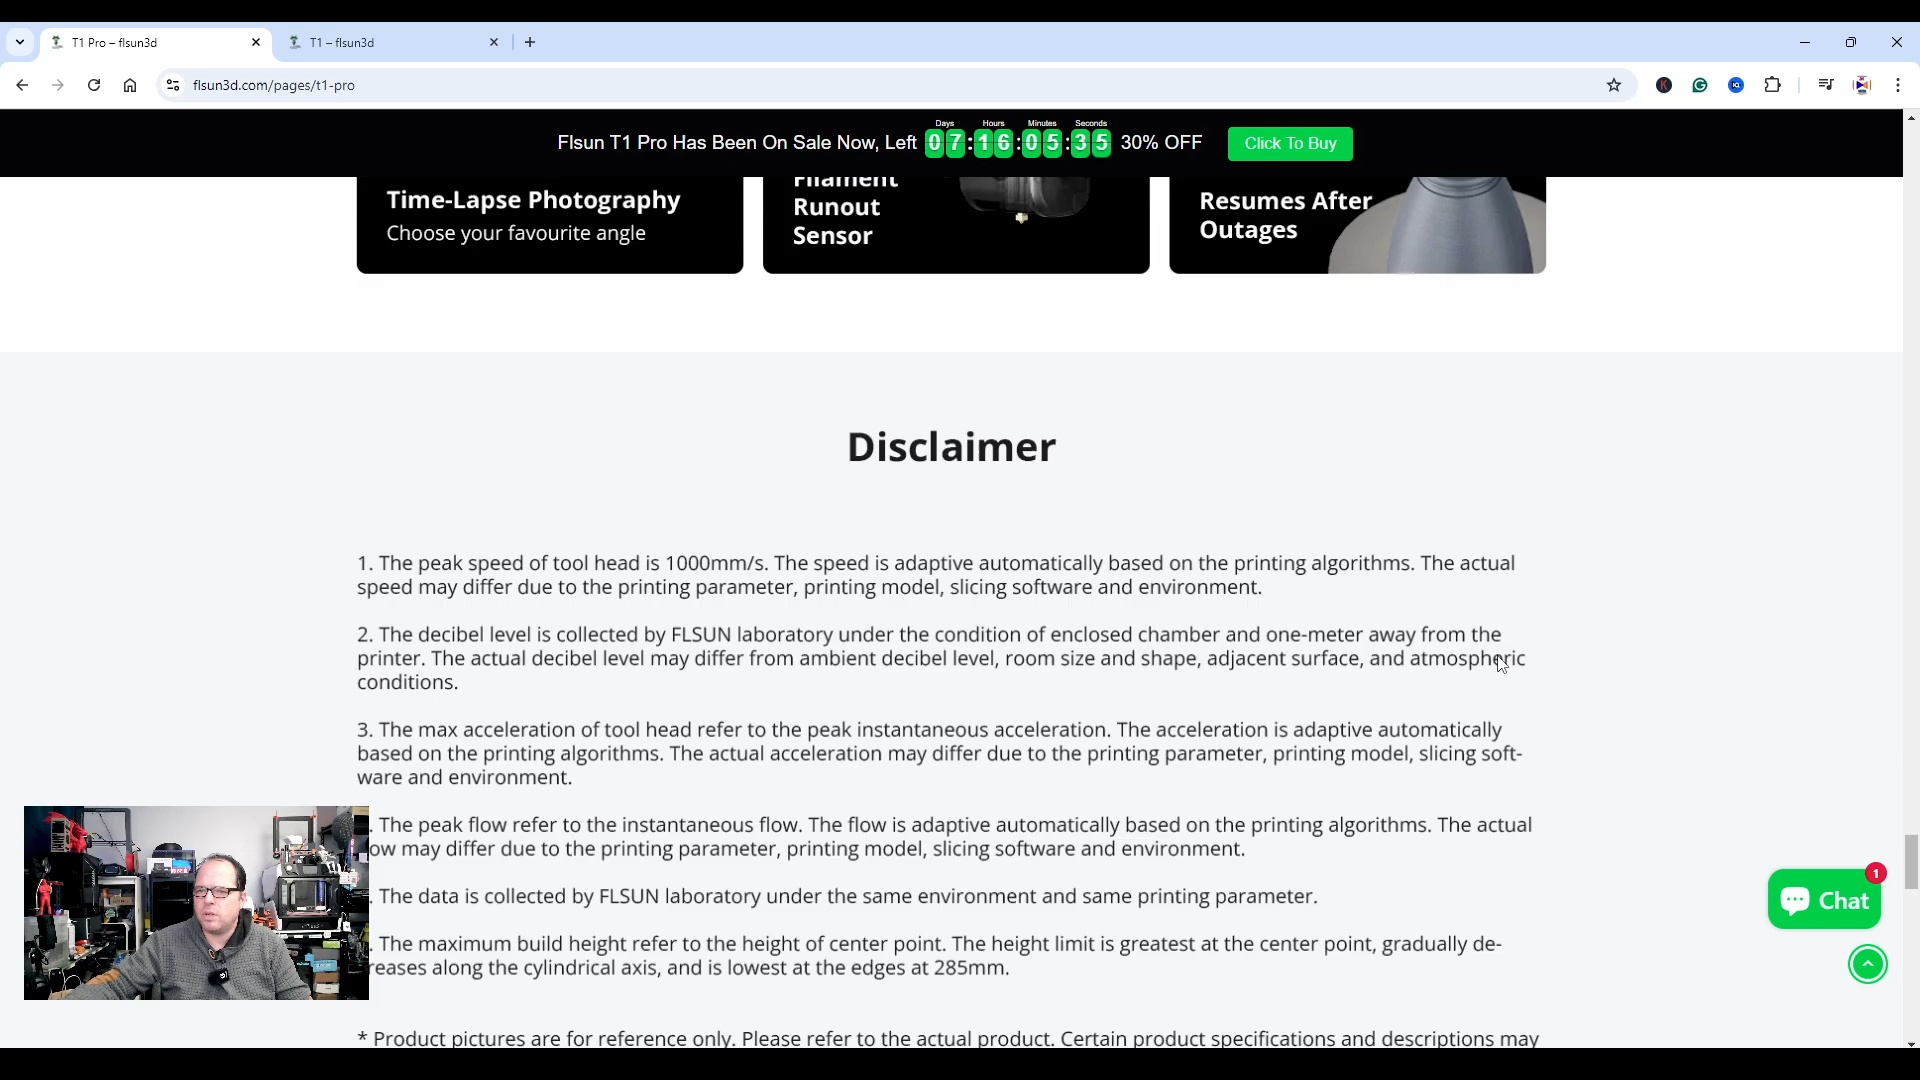 T1 Pro – flsun3d
T1 – flsun3d
flsun3d.com/pages/t1-pro
Days Hours Minutes Seconds
Flsun T1 Pro Has Been On Sale Now, Left 07:16:05:35 30% OFF Click To Buy
Time-Lapse Photography
Choose your favourite angle
Filament
Runout
Sensor
Resumes After
Outages
Disclaimer
1. The peak speed of tool head is 1000mm/s. The speed is adaptive automatically based on the printing algorithms. The actual
speed may differ due to the printing parameter, printing model, slicing software and environment.
2. The decibel level is collected by FLSUN laboratory under the condition of enclosed chamber and one-meter away from the
printer. The actual decibel level may differ from ambient decibel level, room size and shape, adjacent surface, and atmospheric
conditions.
3. The max acceleration of tool head refer to the peak instantaneous acceleration. The acceleration is adaptive automatically
based on the printing algorithms. The actual acceleration may differ due to the printing parameter, printing model, slicing soft-
ware and environment.
. The peak flow refer to the instantaneous flow. The flow is adaptive automatically based on the printing algorithms. The actual
ow may differ due to the printing parameter, printing model, slicing software and environment.
. The data is collected by FLSUN laboratory under the same environment and same printing parameter.
. The maximum build height refer to the height of center point. The height limit is greatest at the center point, gradually de-
reases along the cylindrical axis, and is lowest at the edges at 285mm.
* Product pictures are for reference only. Please refer to the actual product. Certain product specifications and descriptions may
1
Chat